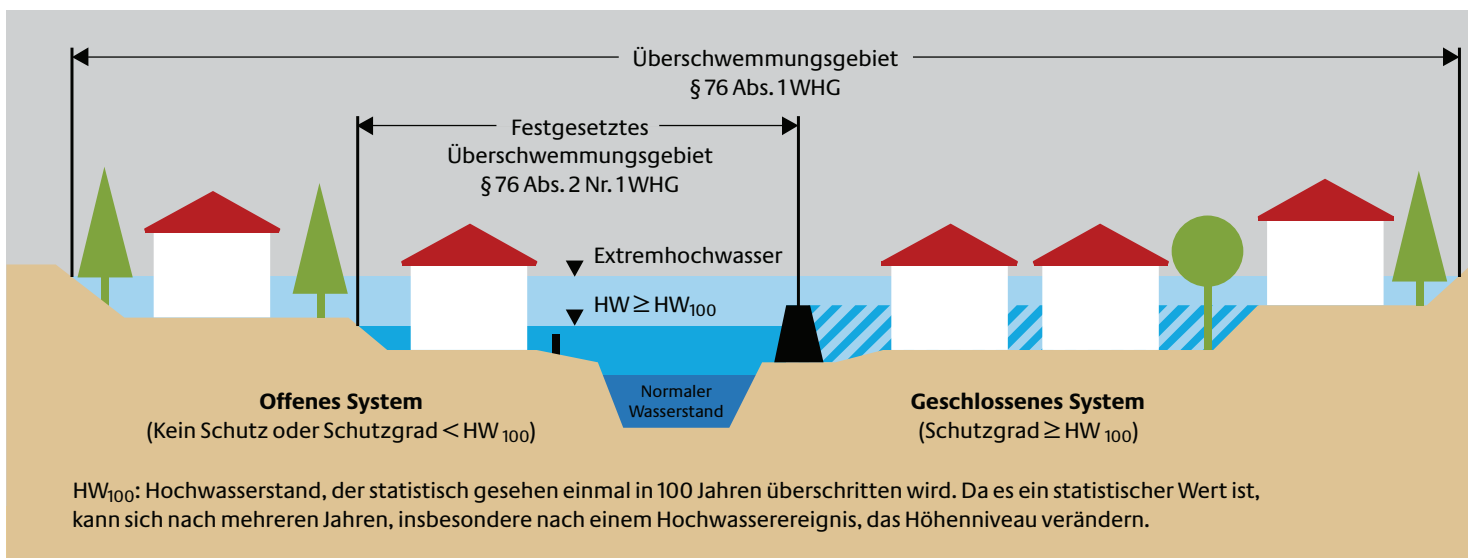 Überschwemmungsgebiet
§ 76 Abs. 1 WHG
Festgesetztes
Überschwemmungsgebiet
§ 76 Abs. 2 Nr. 1 WHG
Extremhochwasser
HW ≥ HW100
Normaler
Wasserstand
Offenes System
(Kein Schutz oder Schutzgrad < HW 100)
Geschlossenes System
(Schutzgrad ≥ HW 100)
HW100: Hochwasserstand, der statistisch gesehen einmal in 100 Jahren überschritten wird. Da es ein statistischer Wert ist,
kann sich nach mehreren Jahren, insbesondere nach einem Hochwasserereignis, das Höhenniveau verändern.